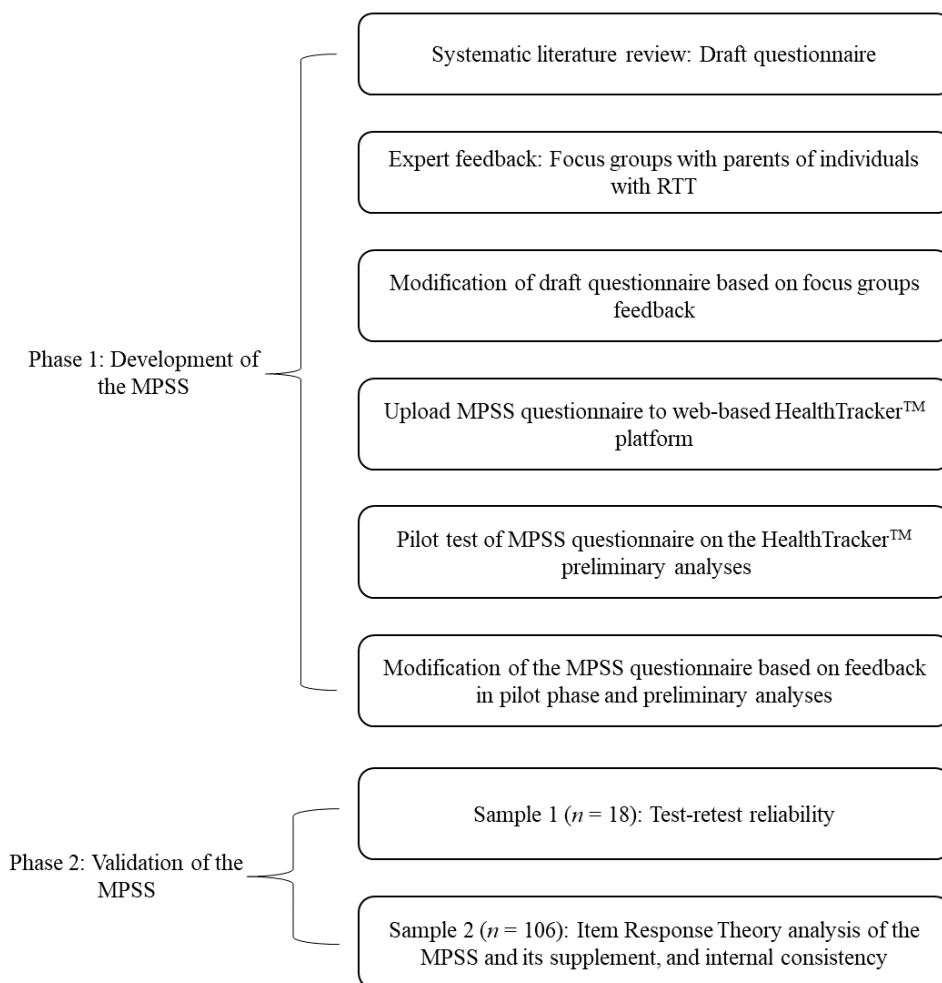 Systematic literature review: Draft questionnaire
Expert feedback: Focus groups with parents of individuals
with RTT
Modification of draft questionnaire based on focus groups
feedback
Phase 1: Development of
the MPSS
Upload MPSS questionnaire to web-based HealthTracker™
platform
Pilot test of MPSS questionnaire on the HealthTracker™
preliminary analyses
Modification of the MPSS questionnaire based on feedback
in pilot phase and preliminary analyses
Phase 2: Validation of the
MPSS
Sample 1 (n = 18): Test-retest reliability
Sample 2 (n = 106): Item Response Theory analysis of the
MPSS and its supplement, and internal consistency